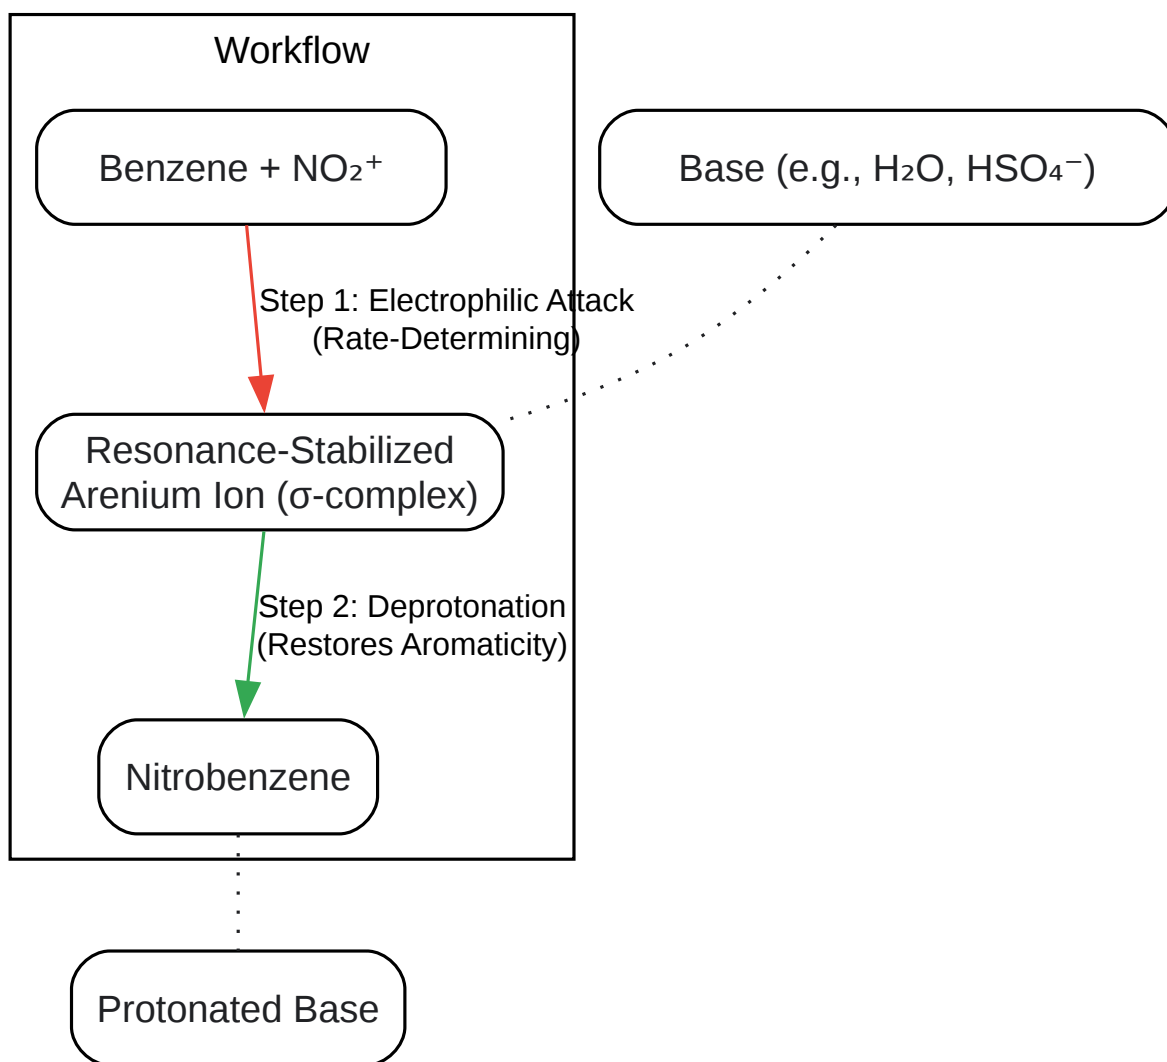 Workflow
Benzene + NO₂⁺
Base (e.g., H₂O, HSO₄⁻)
Step 1: Electrophilic Attack
(Rate-Determining)
Resonance-Stabilized
Arenium Ion (σ-complex)
Step 2: Deprotonation
(Restores Aromaticity)
Nitrobenzene
Protonated Base